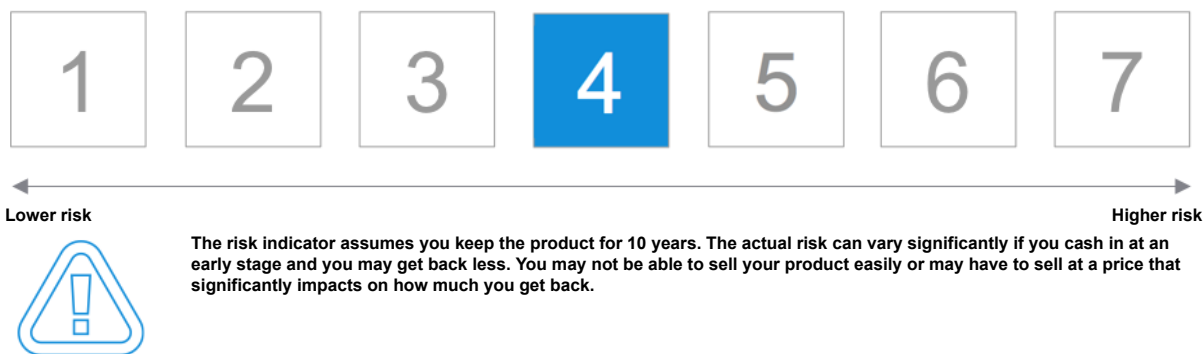 1 2 3 4 5 6 7
Lower risk Higher risk
The risk indicator assumes you keep the product for 10 years. The actual risk can vary significantly if you cash in at an
early stage and you may get back less. You may not be able to sell your product easily or may have to sell at a price that
significantly impacts on how much you get back.